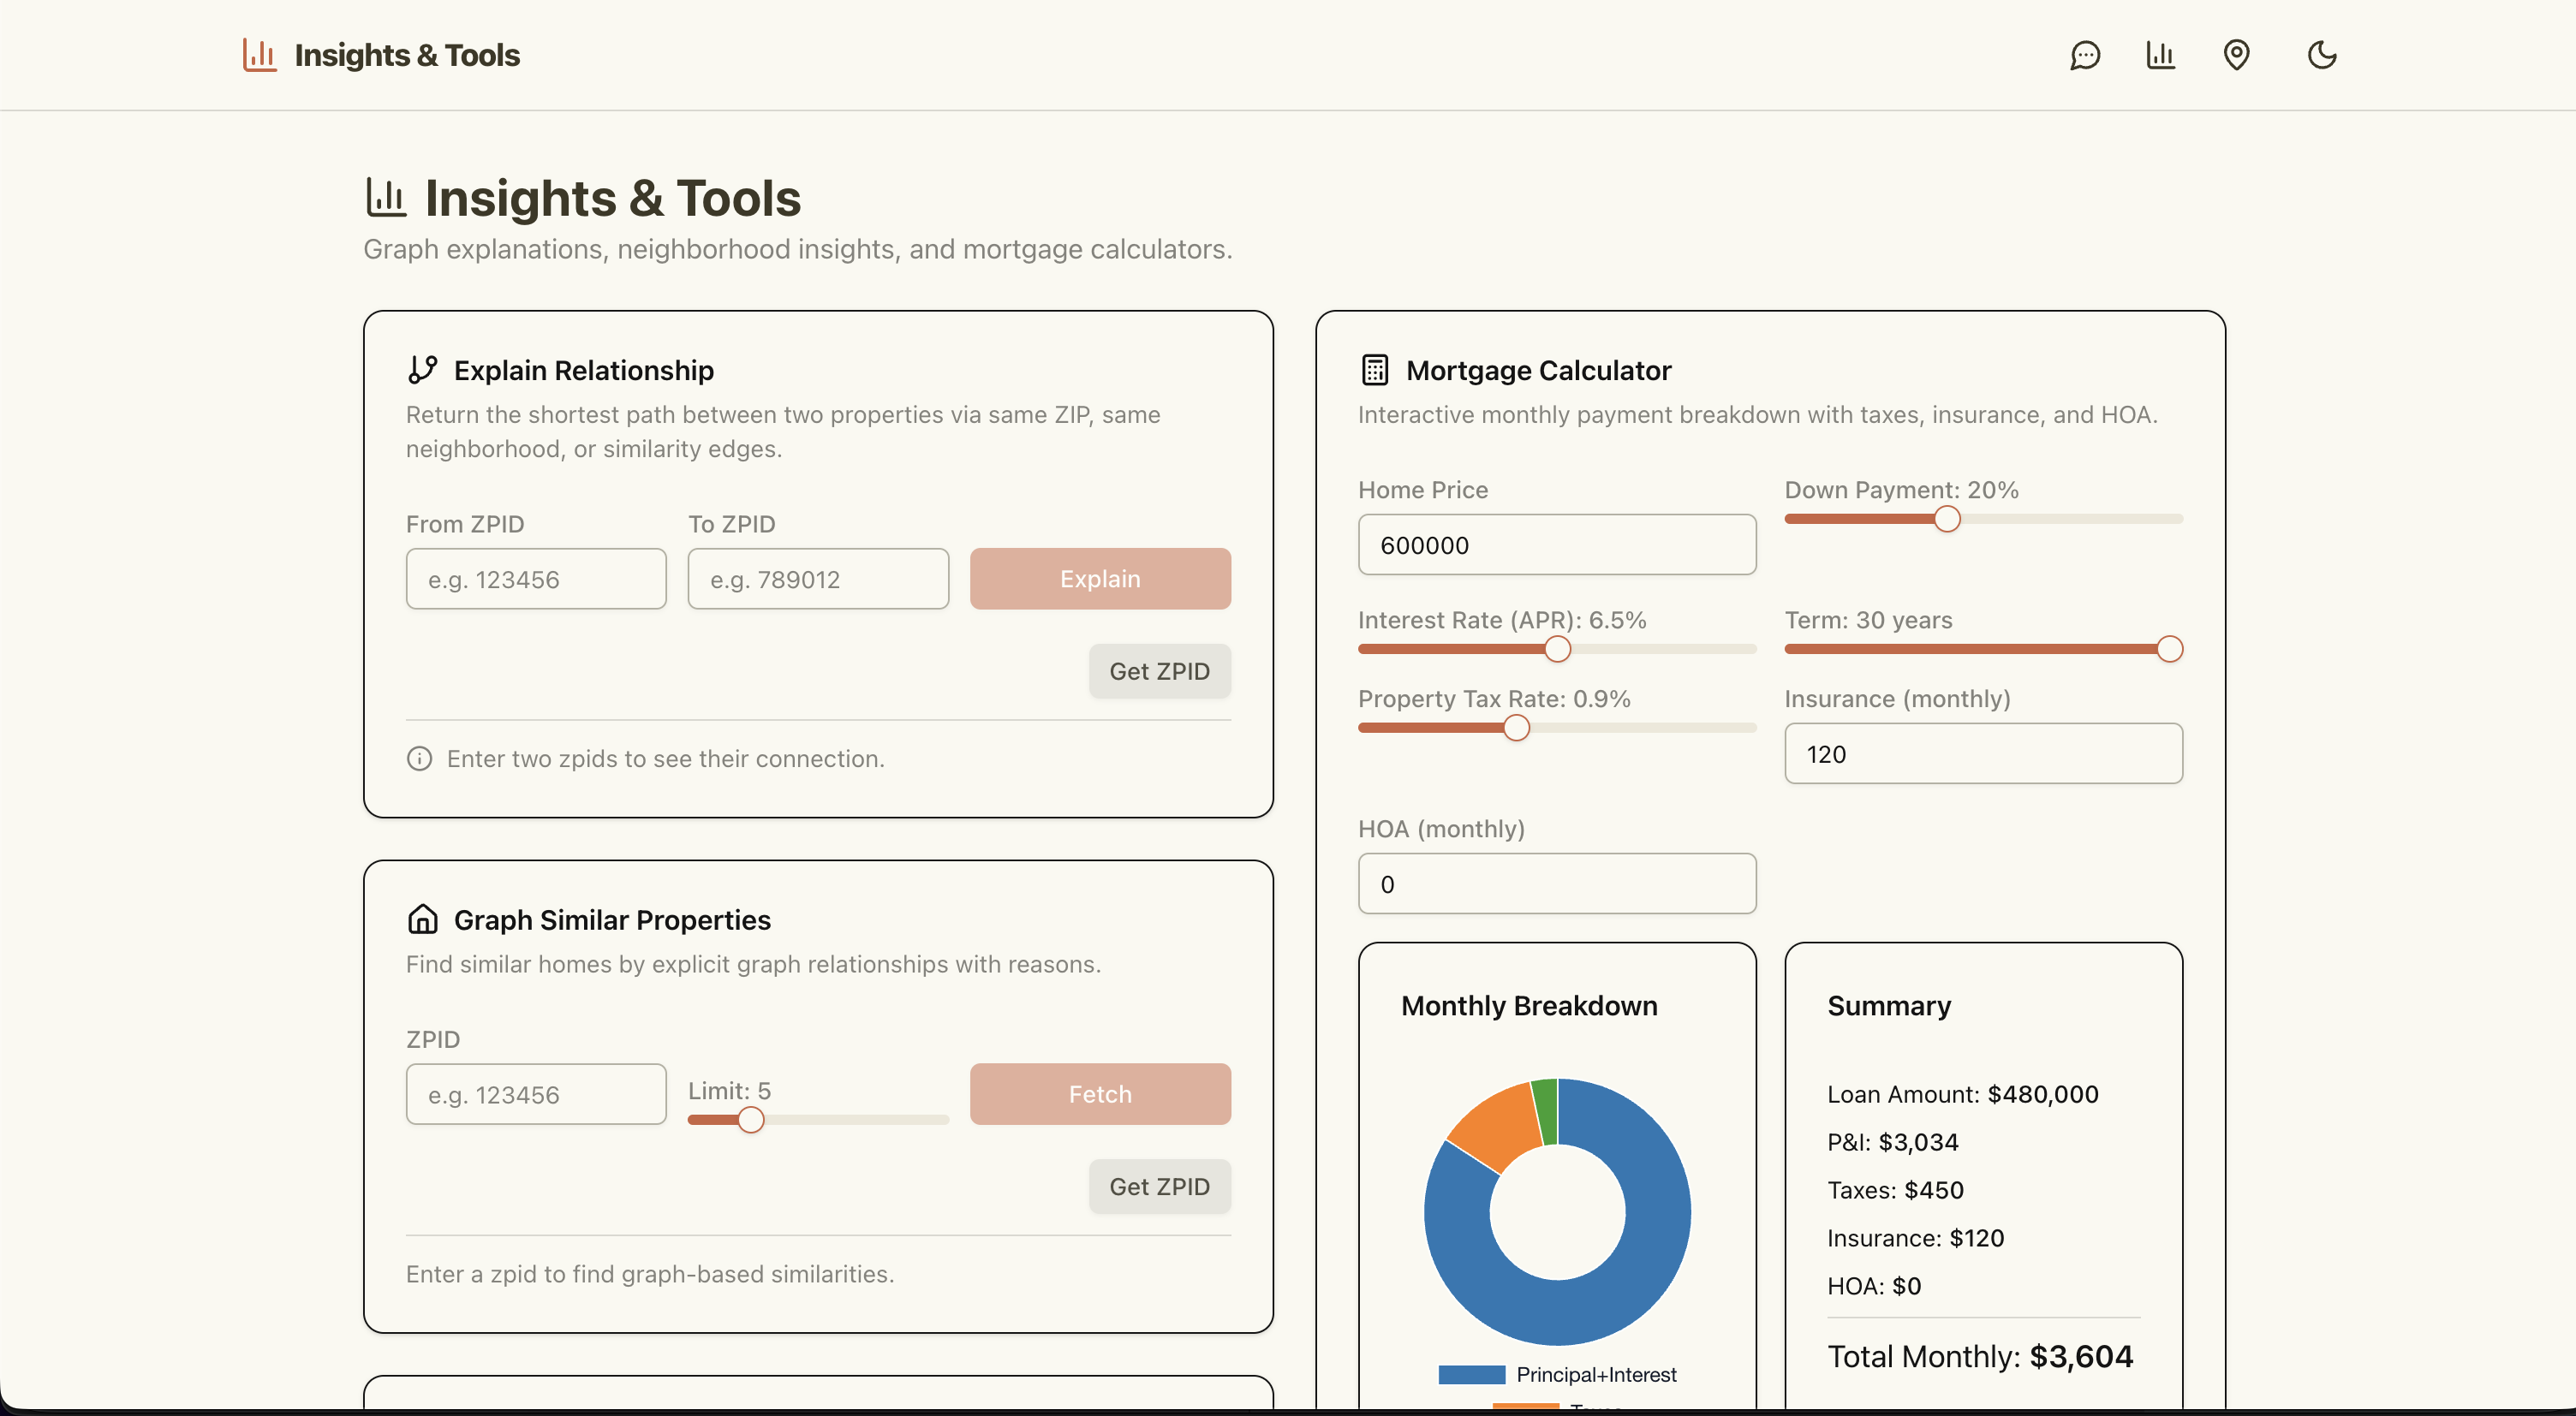 Insights & Tools
Insights & Tools
Graph explanations, neighborhood insights, and mortgage calculators.
Explain Relationship
Return the shortest path between two properties via same ZIP, same
neighborhood, or similarity edges.
From ZPID
To ZPID
e.g. 123456
e.g. 789012
Explain
Get ZPID
Enter two zpids to see their connection.
Graph Similar Properties
Find similar homes by explicit graph relationships with reasons.
ZPID
e.g. 123456
Limit: 5
Fetch
Get ZPID
Enter a zpid to find graph-based similarities.
Mortgage Calculator
Interactive monthly payment breakdown with taxes, insurance, and HOA.
Home Price
600000
Down Payment: 20%
Interest Rate (APR): 6.5%
Term: 30 years
Property Tax Rate: 0.9%
Insurance (monthly)
120
HOA (monthly)
0
Monthly Breakdown
Principal+Interest
Summary
Loan Amount: $480,000
P&I: $3,034
Taxes: $450
Insurance: $120
HOA: $0
Total Monthly: $3,604